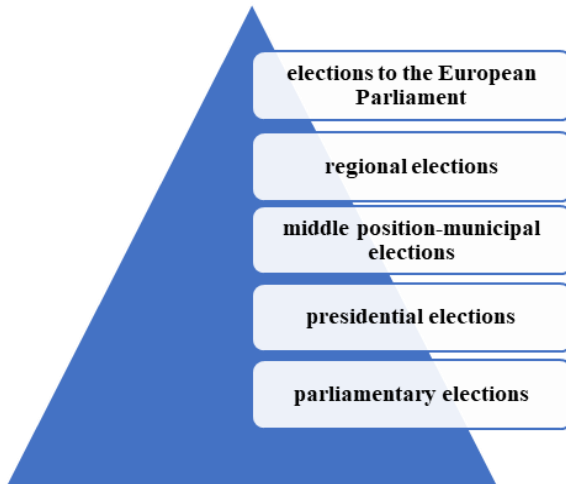 elections to the European
Parliament
regional elections
middle position-municipal
elections
presidential elections
parliamentary elections